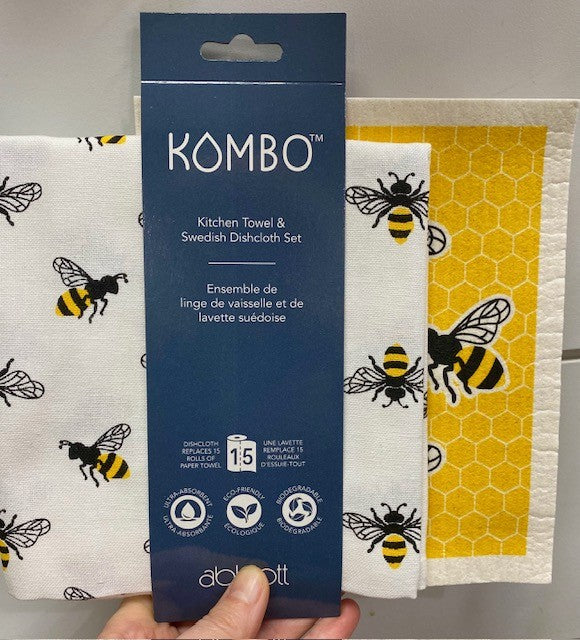 KOMBO™
Kitchen Towel &
Swedish Dishcloth Set
Ensemble de
linge de vaisselle et de
lavette suédoise
DISHCLOTH
REPLACES 15
ROLLS OF
PAPER TOWEL
15
UNE LAVETTE
REMPLACE 15
ROULEAUX
D'ESSUIE-TOUT
ULTRA-ABSORBENT
ULTRA-ABSORBANTE
ECO-FRIENDLY
ÉCOLOGIQUE
BIODEGRADABLE
BIODÉGRADABLE
abbott